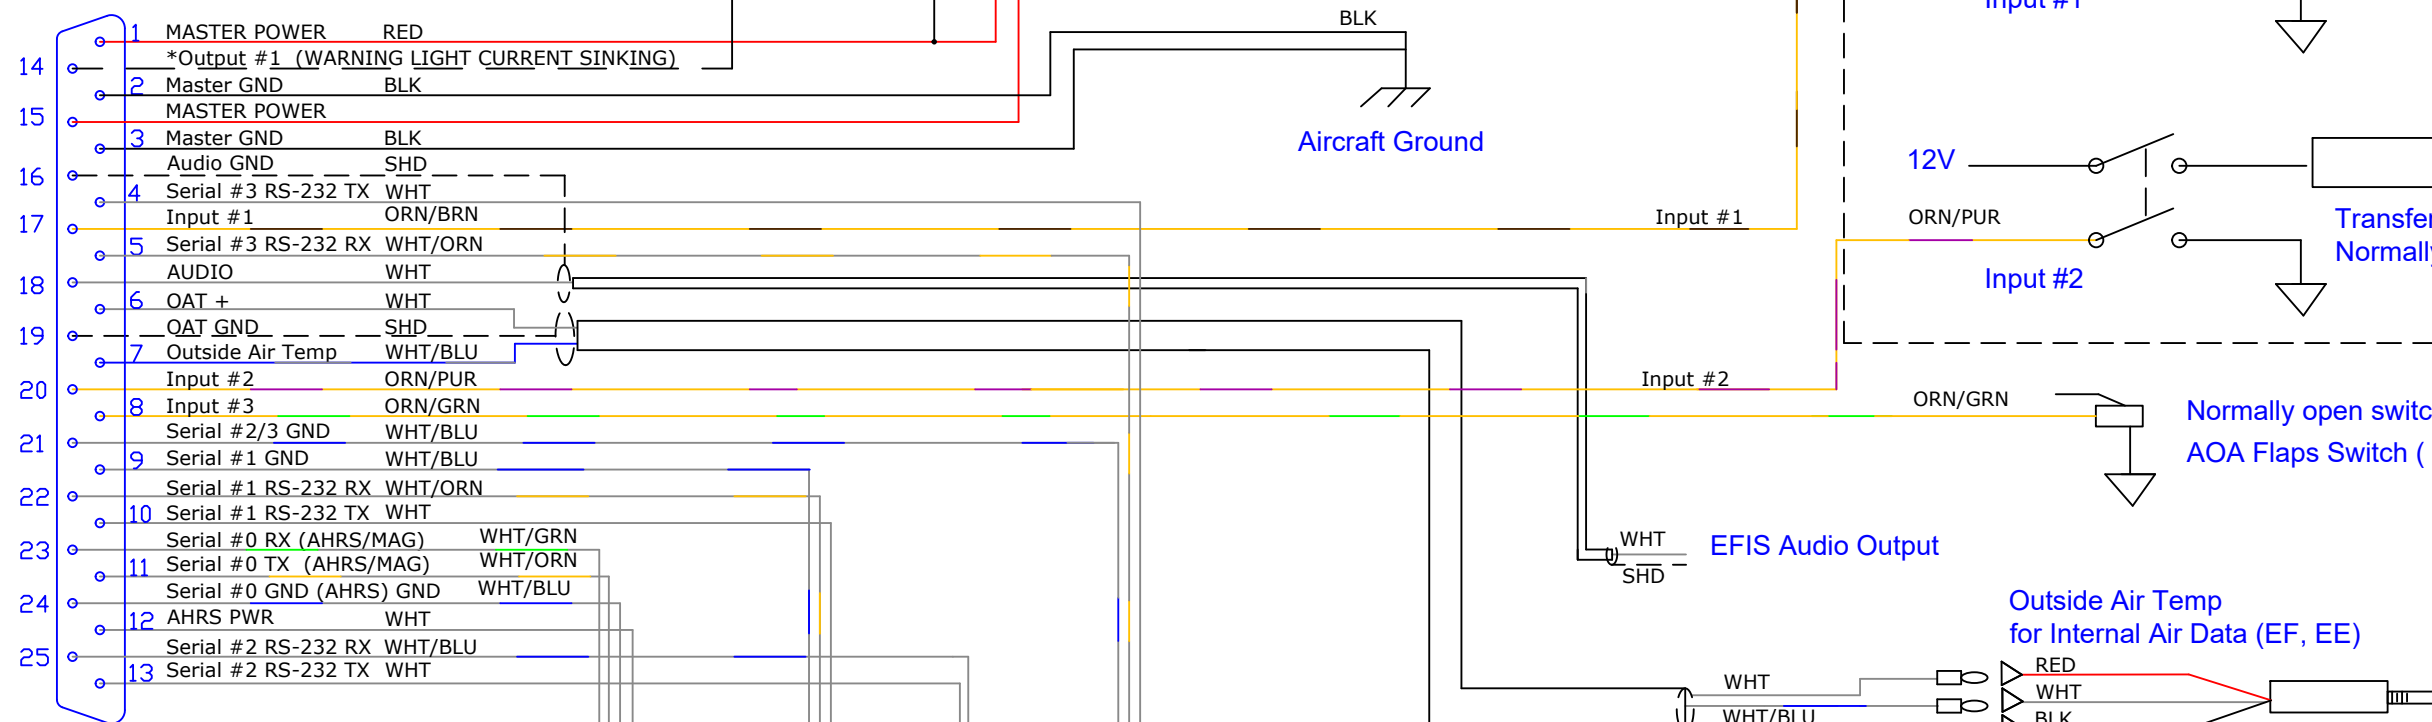 1 MASTER POWER RED
14 *Output #1 (WARNING LIGHT CURRENT SINKING)
2 Master GND BLK
15 MASTER POWER
3 Master GND BLK
16 Audio GND SHD
4 Serial #3 RS-232 TX WHT
17 Input #1 ORN/BRN
5 Serial #3 RS-232 RX WHT/ORN
18 AUDIO WHT
6 OAT + WHT
19 OAT GND SHD
7 Outside Air Temp WHT/BLU
20 Input #2 ORN/PUR
8 Input #3 ORN/GRN
21 Serial #2/3 GND WHT/BLU
9 Serial #1 GND WHT/BLU
22 Serial #1 RS-232 RX WHT/ORN
10 Serial #1 RS-232 TX WHT
23 Serial #0 RX (AHRS/MAG) WHT/GRN
11 Serial #0 TX (AHRS/MAG) WHT/ORN
24 Serial #0 GND (AHRS) GND WHT/BLU
12 AHRS PWR WHT
25 Serial #2 RS-232 RX WHT/BLU
13 Serial #2 RS-232 TX WHT
BLK
Aircraft Ground
Input #1
Input #2
Input #1
12V
ORN/PUR
Input #2
Transfer
Normally
ORN/GRN
Normally open switc
AOA Flaps Switch (
WHT
SHD
EFIS Audio Output
Outside Air Temp
for Internal Air Data (EF, EE)
WHT
WHT/BLU
RED
WHT
BLK